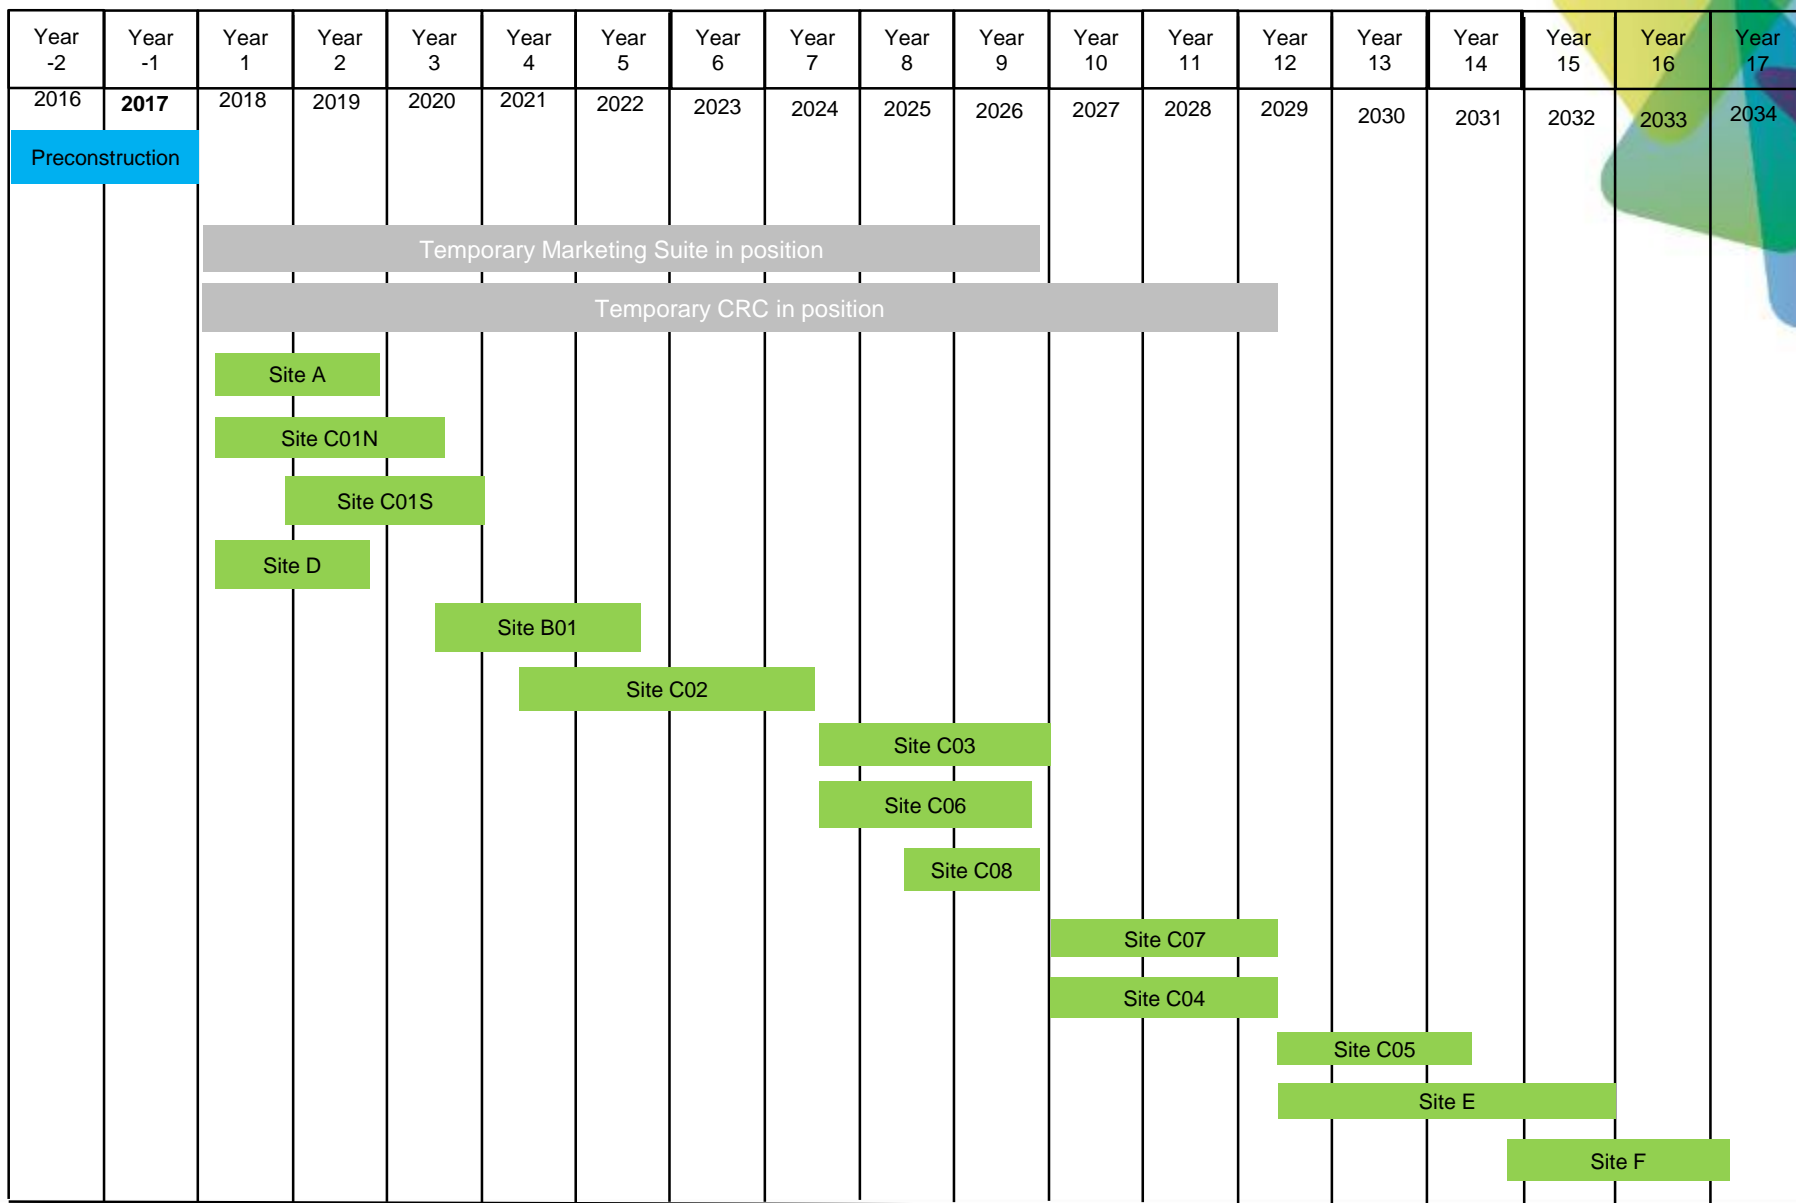 Year Year Year Year Year Year Year Year Year Year Year Year Year Year Year Year Year Year Year
-2 -1 1 2 3 4 5 6 7 8 9 10 11 12 13 14 15 16 17
2016 2017 2018 2019 2020 2021 2022 2023 2024 2025 2026 2027 2028 2029 2030 2031 2032 2033 2034
Preconstruction
Temporary Marketing Suite in position
Temporary CRC in position
Site A
Site C01N
Site C01S
Site D
Site B01
Site C02
Site C03
Site C06
Site C08
Site C07
Site C04
Site C05
Site E
Site F